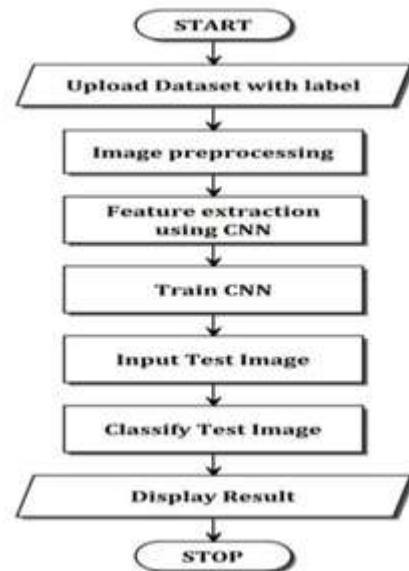 START
Upload Dataset with label
Image preprocessing
Feature extraction
using CNN
Train CNN
Input Test Image
Classify Test Image
Display Result
STOP